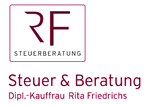 RF
STEUERBERATUNG
Steuer & Beratung
Dipl.-Kauffrau Rita Friedrichs